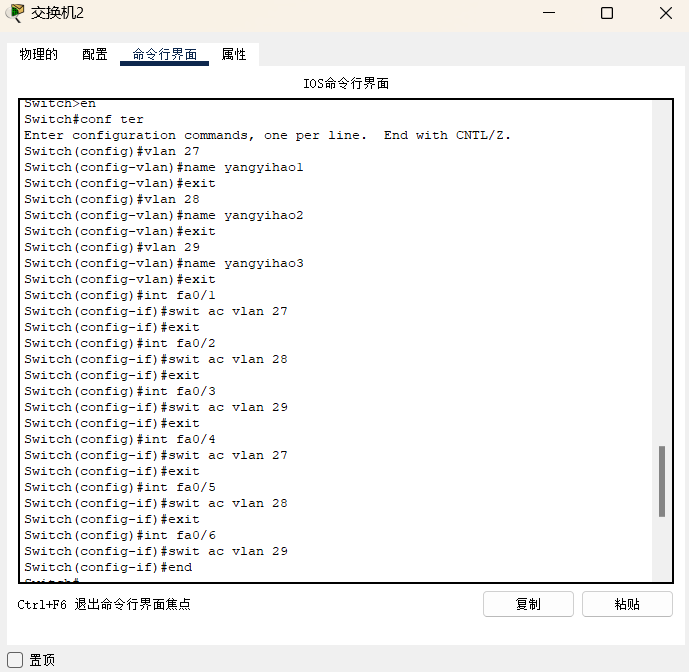 交换机2
物理的 配置 命令行界面 属性
IOS命令行界面
Switch>en
Switch#conf ter
Enter configuration commands, one per line.  End with CNTL/Z.
Switch(config)#vlan 27
Switch(config-vlan)#name yangyihao1
Switch(config-vlan)#exit
Switch(config)#vlan 28
Switch(config-vlan)#name yangyihao2
Switch(config-vlan)#exit
Switch(config)#vlan 29
Switch(config-vlan)#name yangyihao3
Switch(config-vlan)#exit
Switch(config)#int fa0/1
Switch(config-if)#swit ac vlan 27
Switch(config-if)#exit
Switch(config)#int fa0/2
Switch(config-if)#swit ac vlan 28
Switch(config-if)#exit
Switch(config)#int fa0/3
Switch(config-if)#swit ac vlan 29
Switch(config-if)#exit
Switch(config)#int fa0/4
Switch(config-if)#swit ac vlan 27
Switch(config-if)#exit
Switch(config)#int fa0/5
Switch(config-if)#swit ac vlan 28
Switch(config-if)#exit
Switch(config)#int fa0/6
Switch(config-if)#swit ac vlan 29
Switch(config-if)#end
Switch#
Ctrl+F6 退出命令行界面焦点 复制 粘贴
置顶